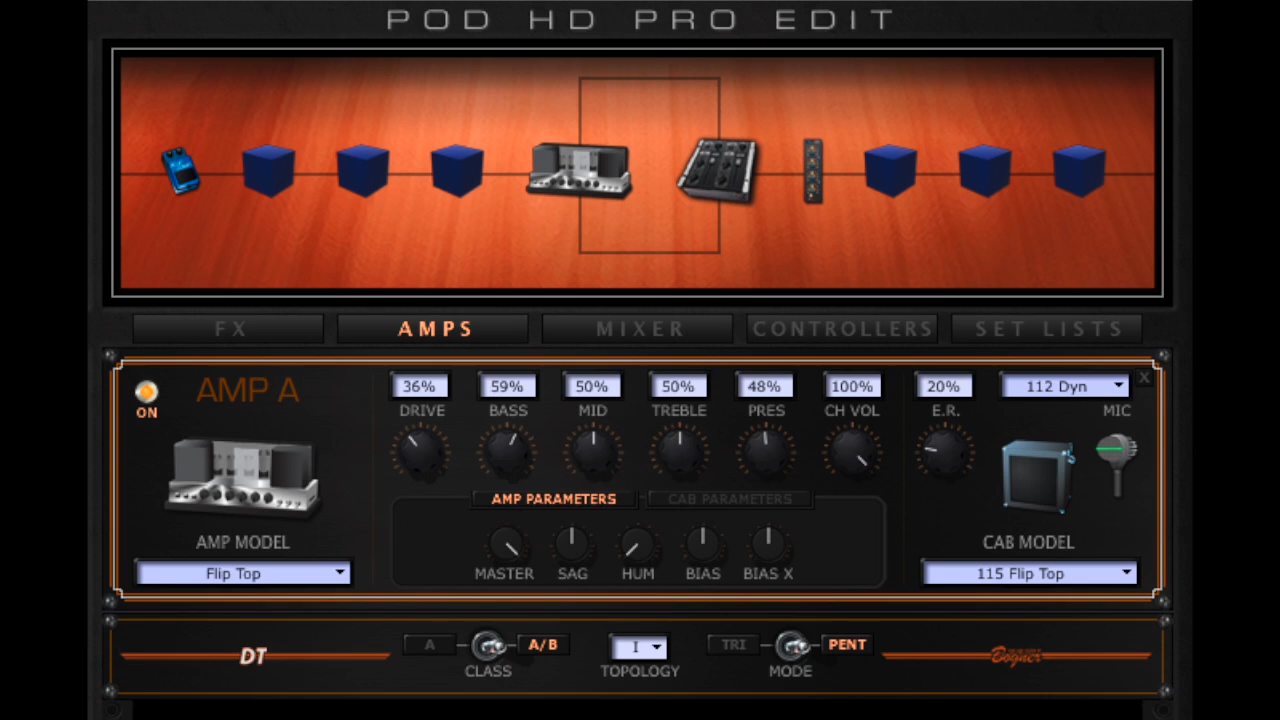 POD HD PRO EDIT
FX AMPS MIXER CONTROLLERS SET LISTS
ON AMP A
36% 59% 50% 50% 48% 100% 20% 112 Dyn X
DRIVE BASS MID TREBLE PRES CH VOL E.R. MIC
AMP PARAMETERS CAB PARAMETERS
AMP MODEL CAB MODEL
Flip Top MASTER SAG HUM BIAS BIAS X 115 Flip Top
DT A A/B I TRI PENT Bogner
CLASS TOPOLOGY MODE